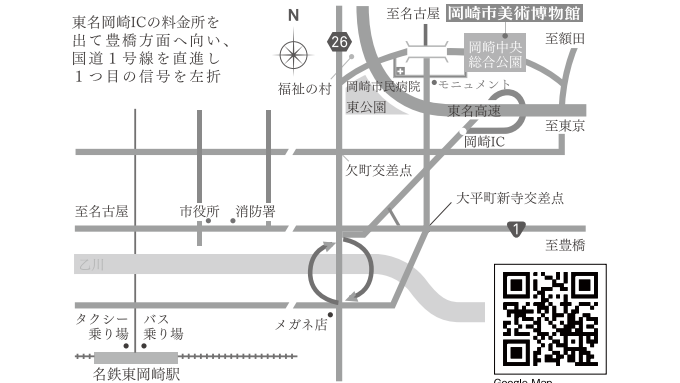 東名岡崎ICの料金所を
出て豊橋方面へ向い、
国道1号線を直進し
1つ目の信号を左折
N
26
至名古屋
岡崎市美術博物館
岡崎中央
総合公園
至額田
福祉の村
岡崎市民病院
モニュメント
東公園
東名高速
至東京
岡崎IC
欠町交差点
大平町新寺交差点
至名古屋
市役所
消防署
1
至豊橋
乙川
メガネ店
タクシー
乗り場
バス
乗り場
名鉄東岡崎駅
Google Map